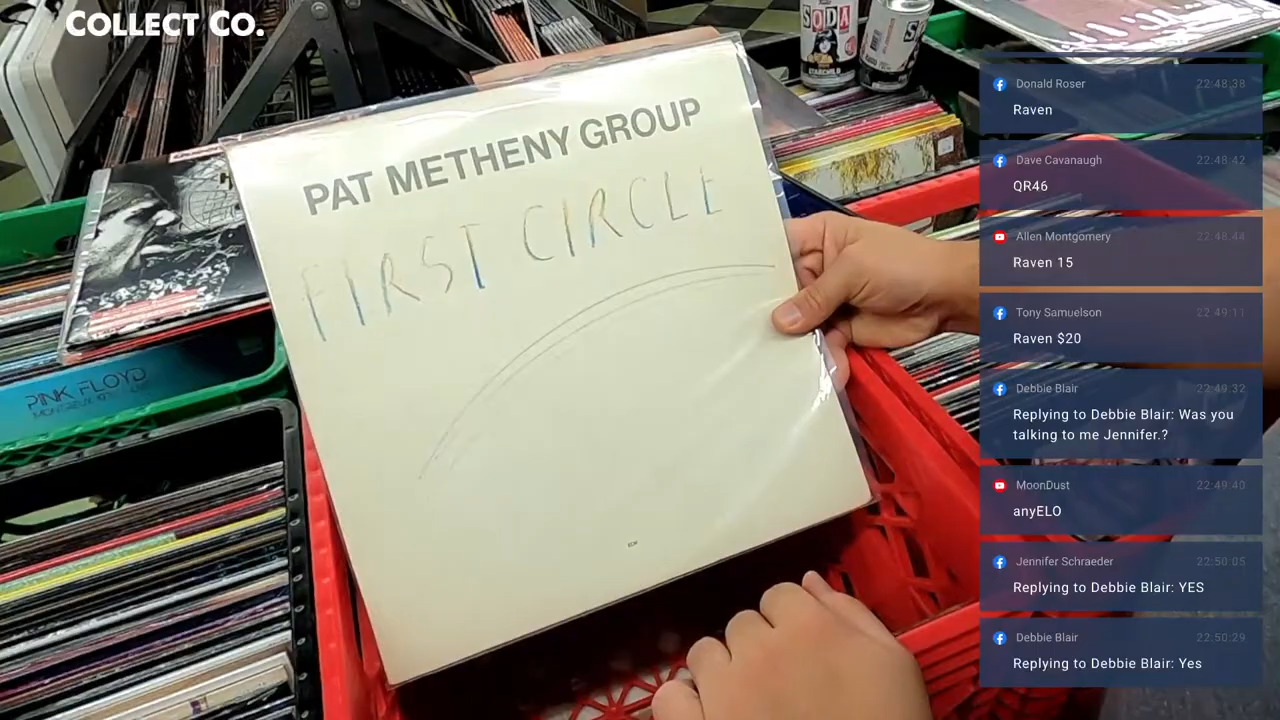 COLLECT CO.
SODA
STARCHILD
PAT METHENY GROUP
FIRST CIRCLE
ECM
PINK FLOYD
Donald Roser 22:48:38
Raven
Dave Cavanaugh 22:48:42
QR46
Allen Montgomery 22:48:44
Raven 15
Tony Samuelson 22:49:11
Raven $20
Debbie Blair 22:49:32
Replying to Debbie Blair: Was you
talking to me Jennifer.?
MoonDust 22:49:40
anyELO
Jennifer Schraeder 22:50:05
Replying to Debbie Blair: YES
Debbie Blair 22:50:29
Replying to Debbie Blair: Yes